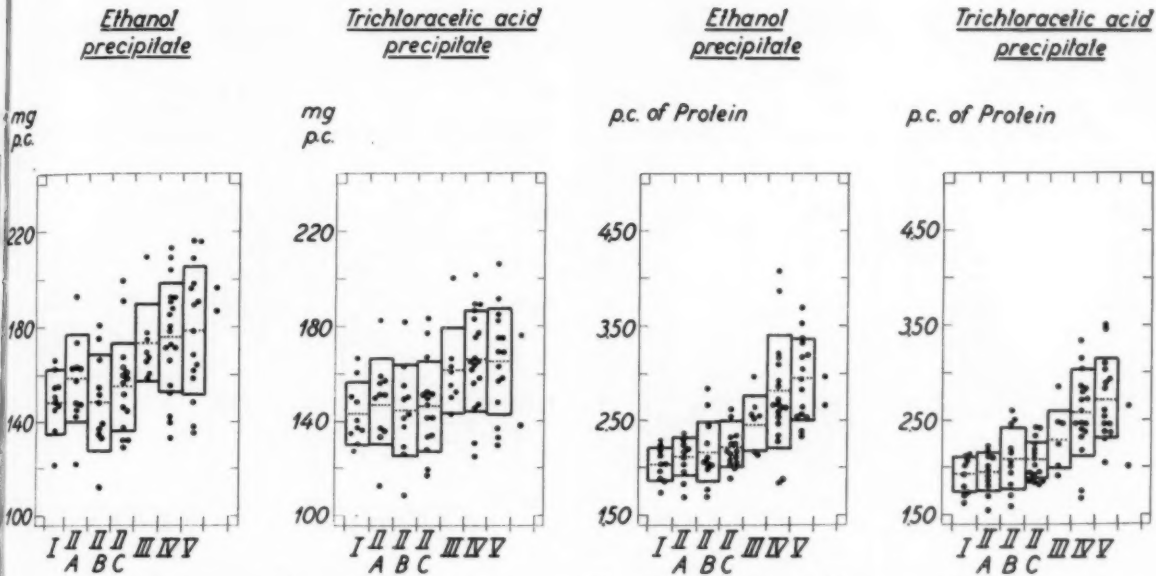 Ethanol
precipitate
Trichloracetic acid
precipitate
Ethanol
precipitate
Trichloracetic acid
precipitate
mg
p.c.
mg
p.c.
p.c. of Protein
p.c. of Protein
220
180
140
100
I II II II III IV V
A B C
220
180
140
100
I II II II III IV V
A B C
4,50
3,50
2,50
1,50
I II II II III IV V
A B C
4,50
3,50
2,50
1,50
I II II II III IV V
A B C